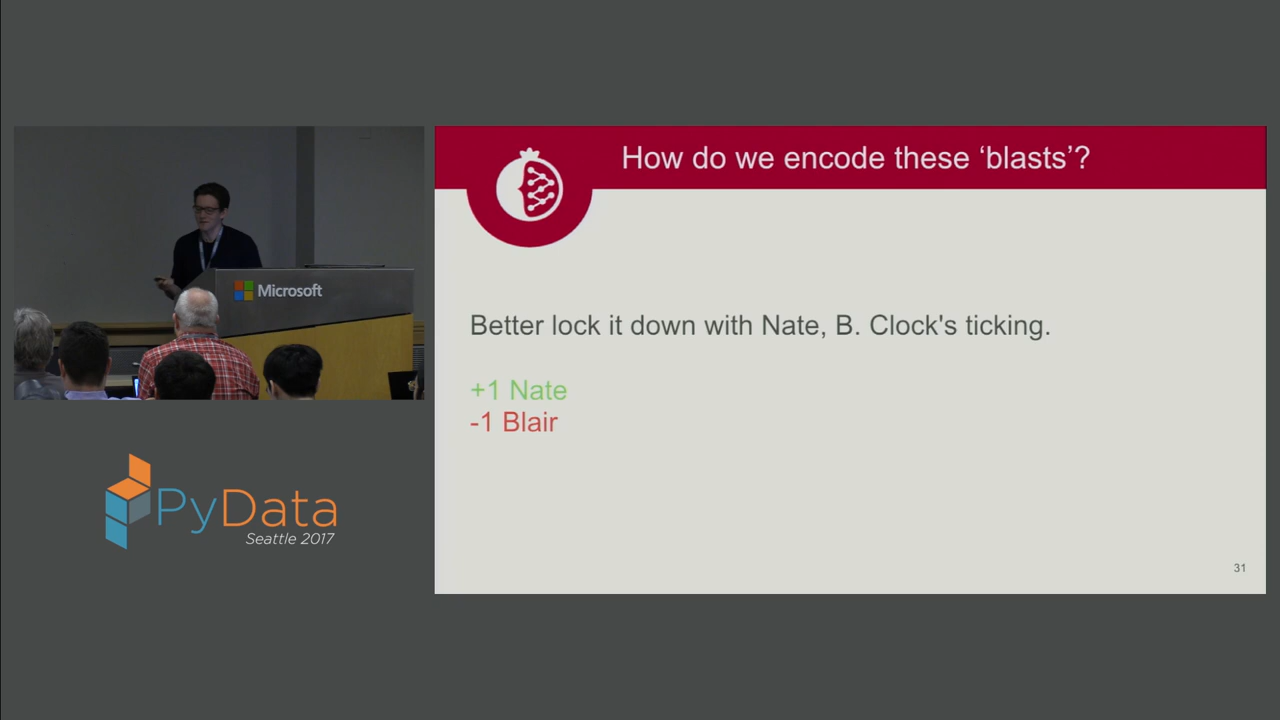 How do we encode these ‘blasts’?
Microsoft
Better lock it down with Nate, B. Clock's ticking.
+1 Nate
-1 Blair
PyData
Seattle 2017
31